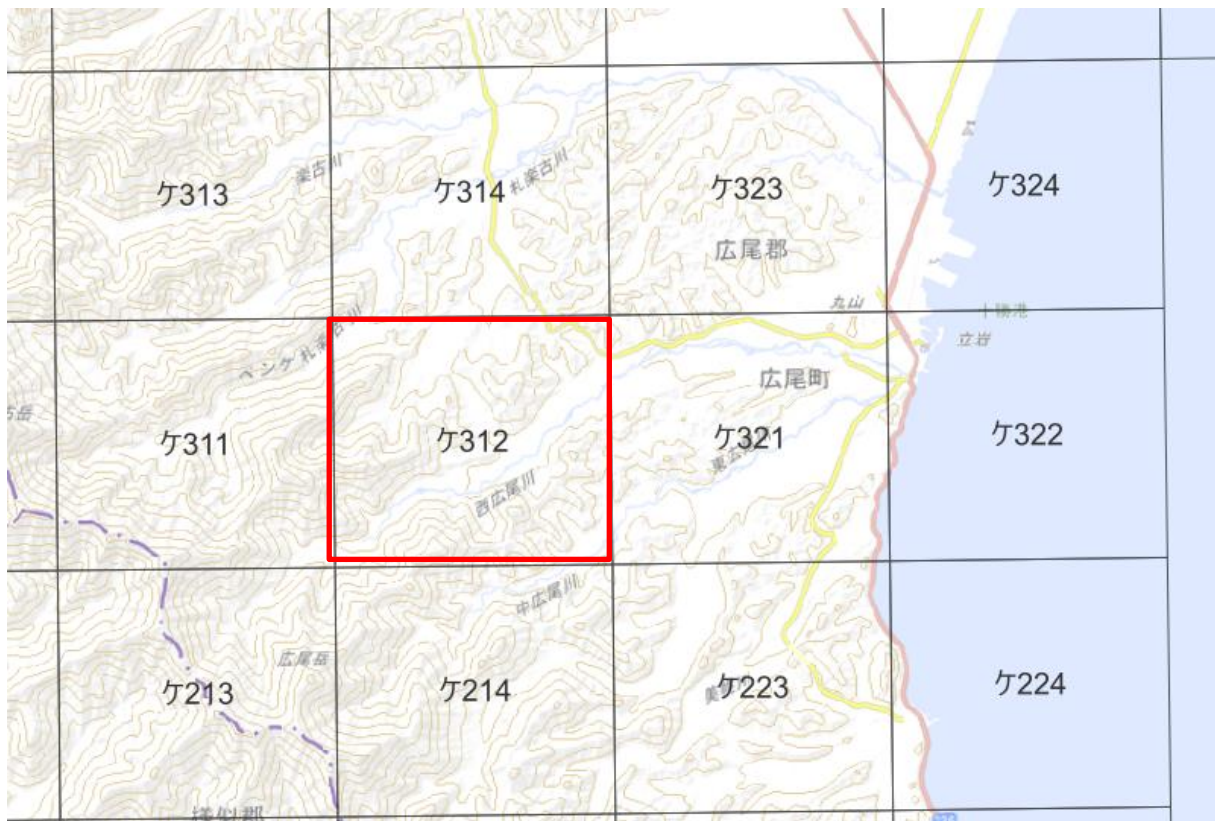 楽古川
札楽古川
ケ313
ケ314
ケ323
ケ324
広尾郡
丸山
十勝港
立岩
ペンケ札楽古川
広尾町
古岳
ケ311
ケ312
ケ321
ケ322
西広尾川
中広尾川
広尾岳
ケ213
ケ214
ケ223
ケ224
様似郡